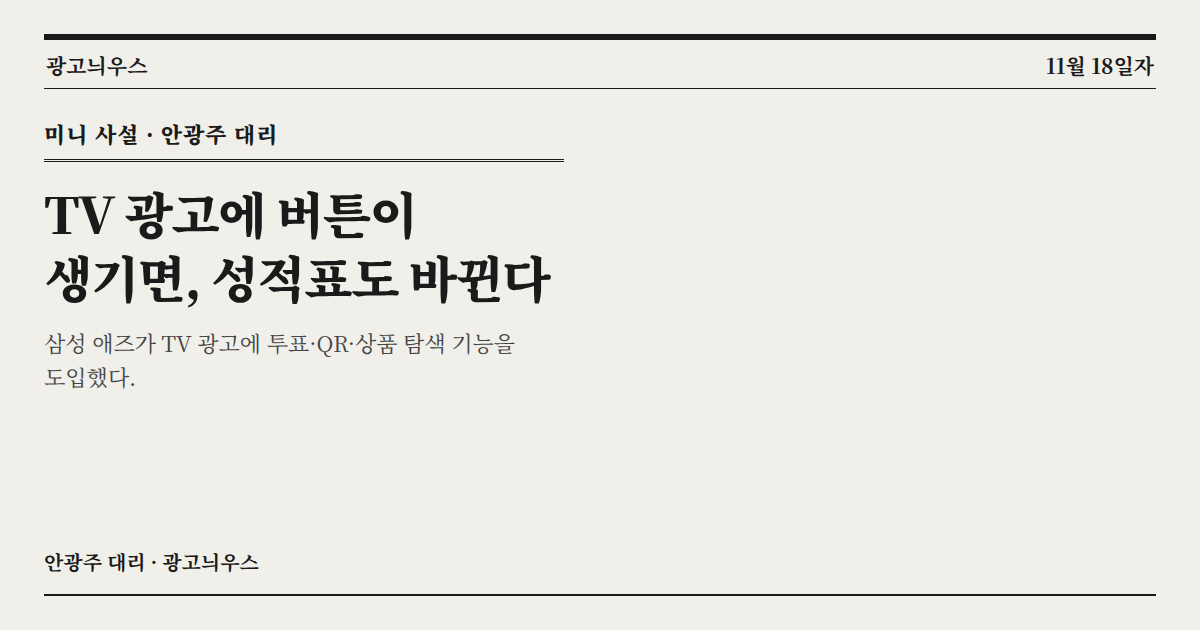 광고늬우스
11월 18일자
미니 사설 · 안광주 대리
TV 광고에 버튼이
생기면, 성적표도 바뀐다
삼성 애즈가 TV 광고에 투표·QR·상품 탐색 기능을
도입했다.
안광주 대리 · 광고늬우스